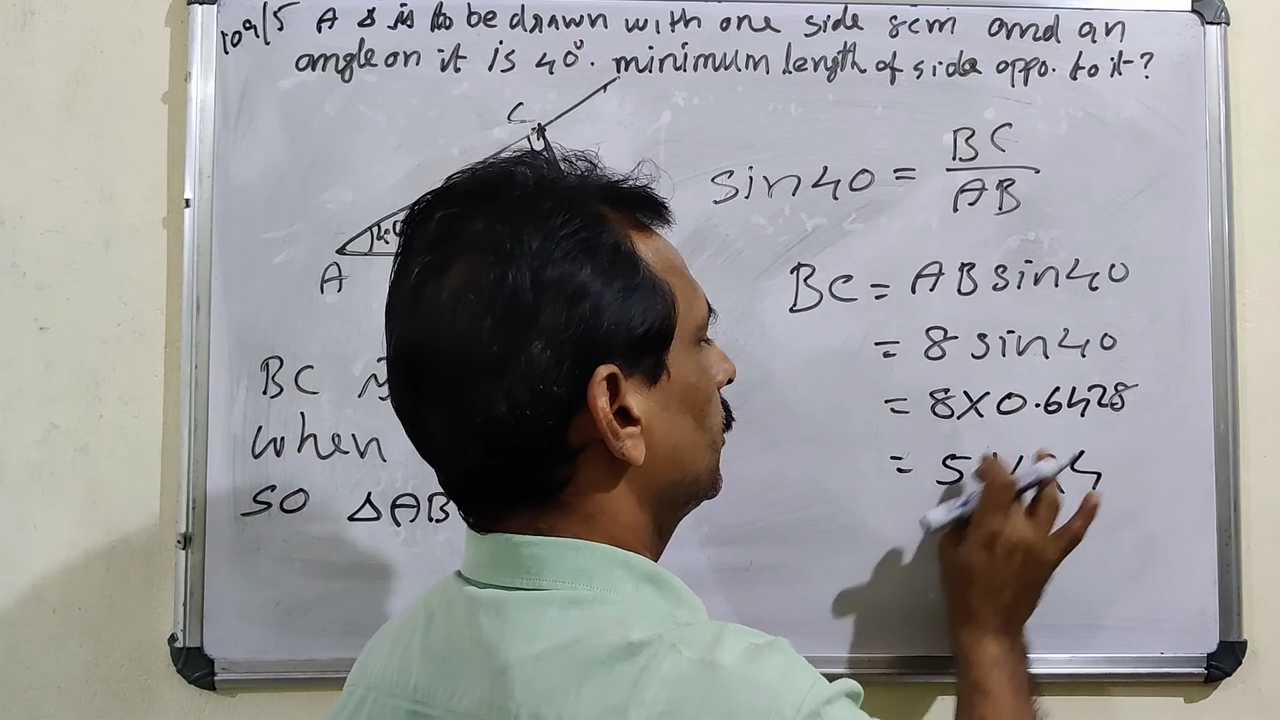 109/5 A Δ is to be drawn with one side 8cm and an
angle on it is 40°. minimum length of side oppo. to it?
C
A
BC
when
SO ΔAB
sin40 = BC/AB
BC = AB sin40
= 8 sin40
= 8×0.6428
= 5